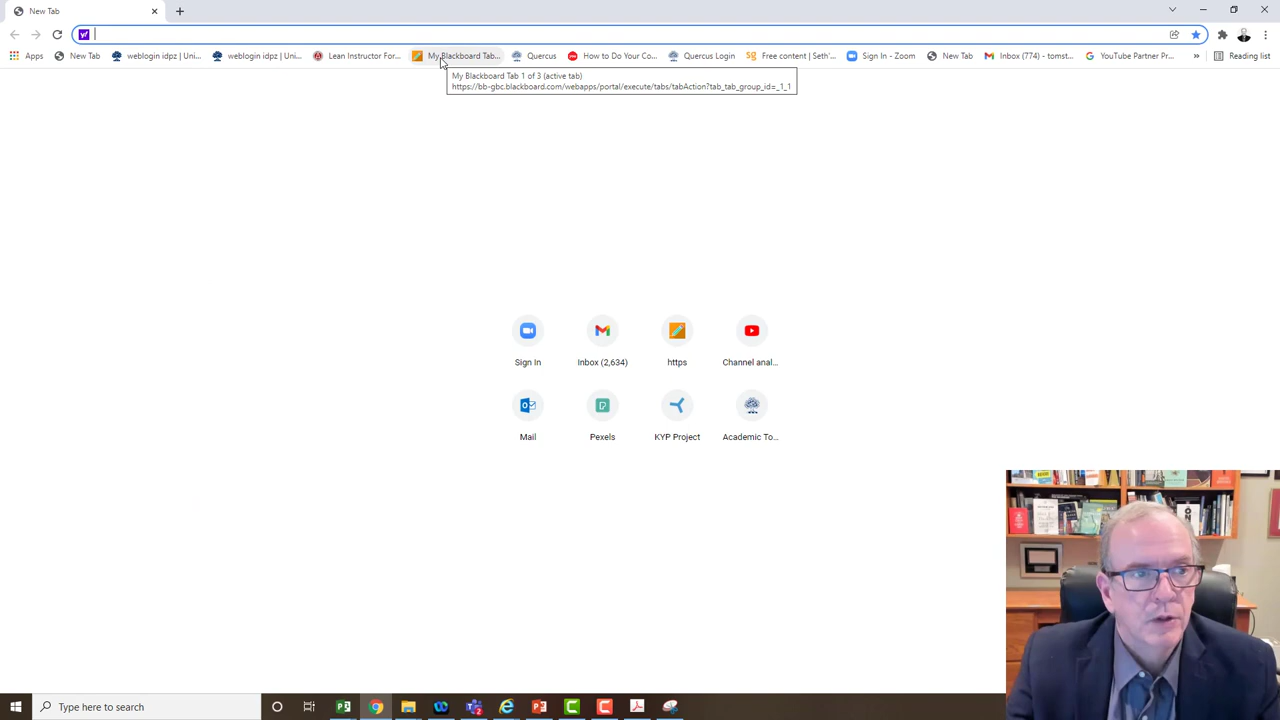 New Tab
Apps New Tab weblogin idpz | Uni... weblogin idpz | Uni... Lean Instructor For... My Blackboard Tab... Quercus How to Do Your Co... Quercus Login Free content | Seth'... Sign In - Zoom New Tab Inbox (774) - tomst... YouTube Partner Pr... » Reading list
My Blackboard Tab 1 of 3 (active tab)
https://bb-gbc.blackboard.com/webapps/portal/execute/tabs/tabAction?tab_tab_group_id=_1_1
Sign In Inbox (2,634) https Channel anal...
Mail Pexels KYP Project Academic To...
Type here to search